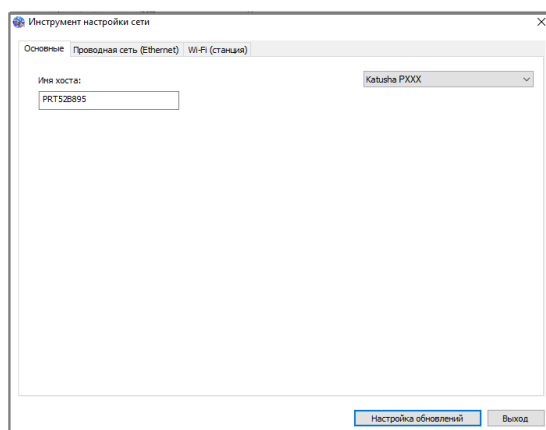 Инструмент настройки сети
Основные Проводная сеть (Ethernet) Wi-Fi (станция)
Имя хоста: Katusha PXXX
PRT52B895
Настройка обновлений Выход